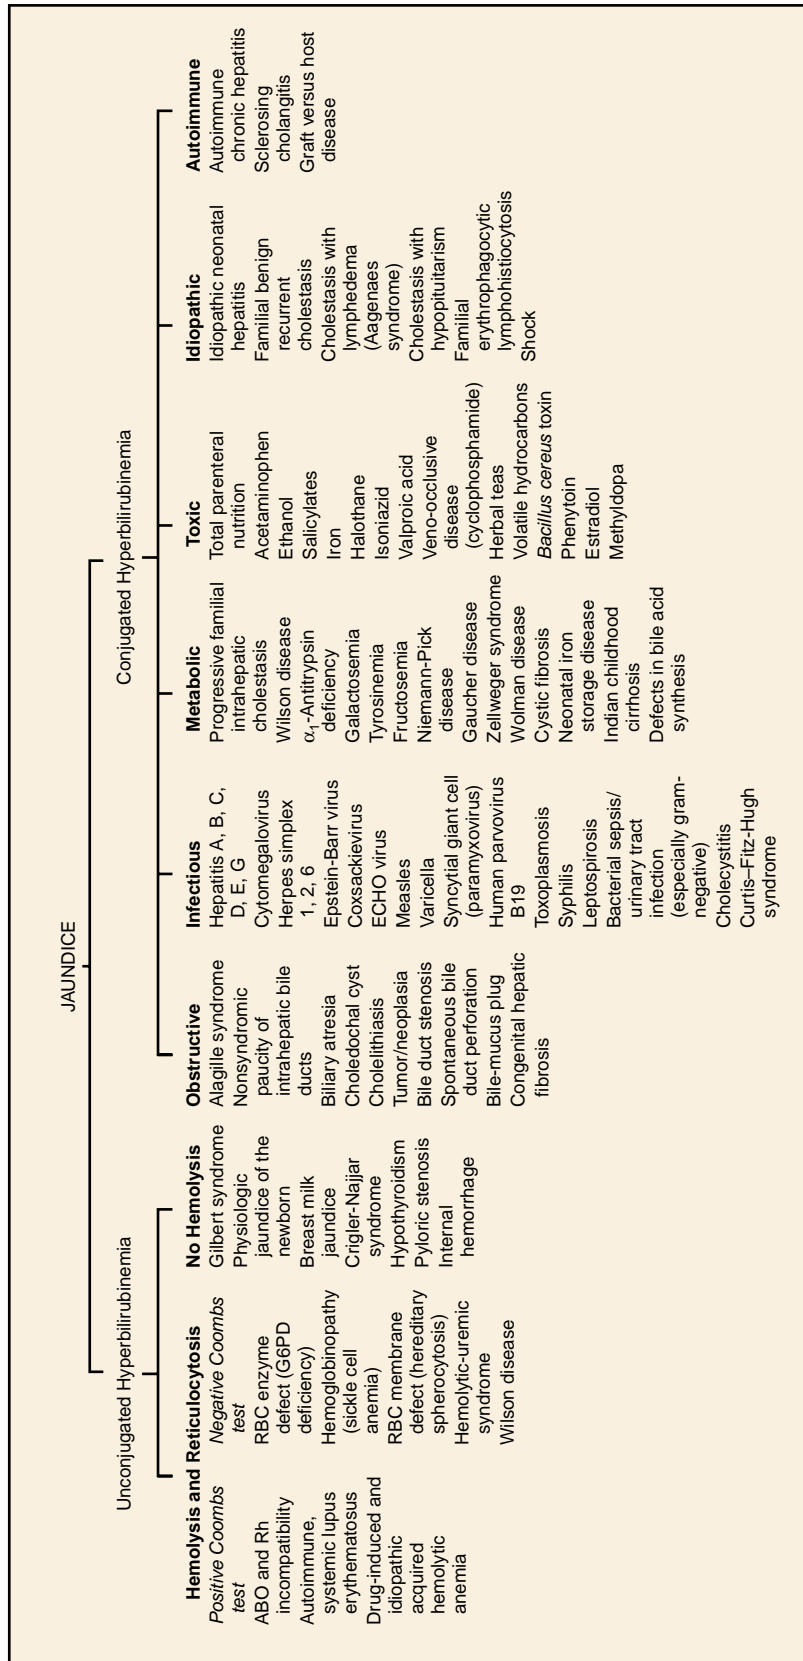 JAUNDICE
Unconjugated Hyperbilirubinemia
Conjugated Hyperbilirubinemia
Hemolysis and Reticulocytosis
Positive Coombs
test
ABO and Rh
incompatibility
Autoimmune,
systemic lupus
erythematosus
Drug-induced and
idiopathic
acquired
hemolytic
anemia
Negative Coombs
test
RBC enzyme
defect (G6PD
deficiency)
Hemoglobinopathy
(sickle cell
anemia)
RBC membrane
defect (hereditary
spherocytosis)
Hemolytic-uremic
syndrome
Wilson disease
No Hemolysis
Gilbert syndrome
Physiologic
jaundice of the
newborn
Breast milk
jaundice
Crigler-Najjar
syndrome
Hypothyroidism
Pyloric stenosis
Internal
hemorrhage
Obstructive
Alagille syndrome
Nonsyndromic
paucity of
intrahepatic bile
ducts
Biliary atresia
Choledochal cyst
Cholelithiasis
Tumor/neoplasia
Bile duct stenosis
Spontaneous bile
duct perforation
Bile-mucus plug
Congenital hepatic
fibrosis
Infectious
Hepatitis A, B, C,
D, E, G
Cytomegalovirus
Herpes simplex
1, 2, 6
Epstein-Barr virus
Coxsackievirus
ECHO virus
Measles
Varicella
Syncytial giant cell
(paramyxovirus)
Human parvovirus
B19
Toxoplasmosis
Syphilis
Leptospirosis
Bacterial sepsis/
urinary tract
infection
(especially gram-
negative)
Cholecystitis
Curtis–Fitz-Hugh
syndrome
Metabolic
Progressive familial
intrahepatic
cholestasis
Wilson disease
α1-Antitrypsin
deficiency
Galactosemia
Tyrosinemia
Fructosemia
Niemann-Pick
disease
Gaucher disease
Zellweger syndrome
Wolman disease
Cystic fibrosis
Neonatal iron
storage disease
Indian childhood
cirrhosis
Defects in bile acid
synthesis
Toxic
Total parenteral
nutrition
Acetaminophen
Ethanol
Salicylates
Iron
Halothane
Isoniazid
Valproic acid
Veno-occlusive
disease
(cyclophosphamide)
Herbal teas
Volatile hydrocarbons
Bacillus cereus toxin
Phenytoin
Estradiol
Methyldopa
Idiopathic
Idiopathic neonatal
hepatitis
Familial benign
recurrent
cholestasis
Cholestasis with
lymphedema
(Aagenaes
syndrome)
Cholestasis with
hypopituitarism
Familial
erythrophagocytic
lymphohistiocytosis
Shock
Autoimmune
Autoimmune
chronic hepatitis
Sclerosing
cholangitis
Graft versus host
disease